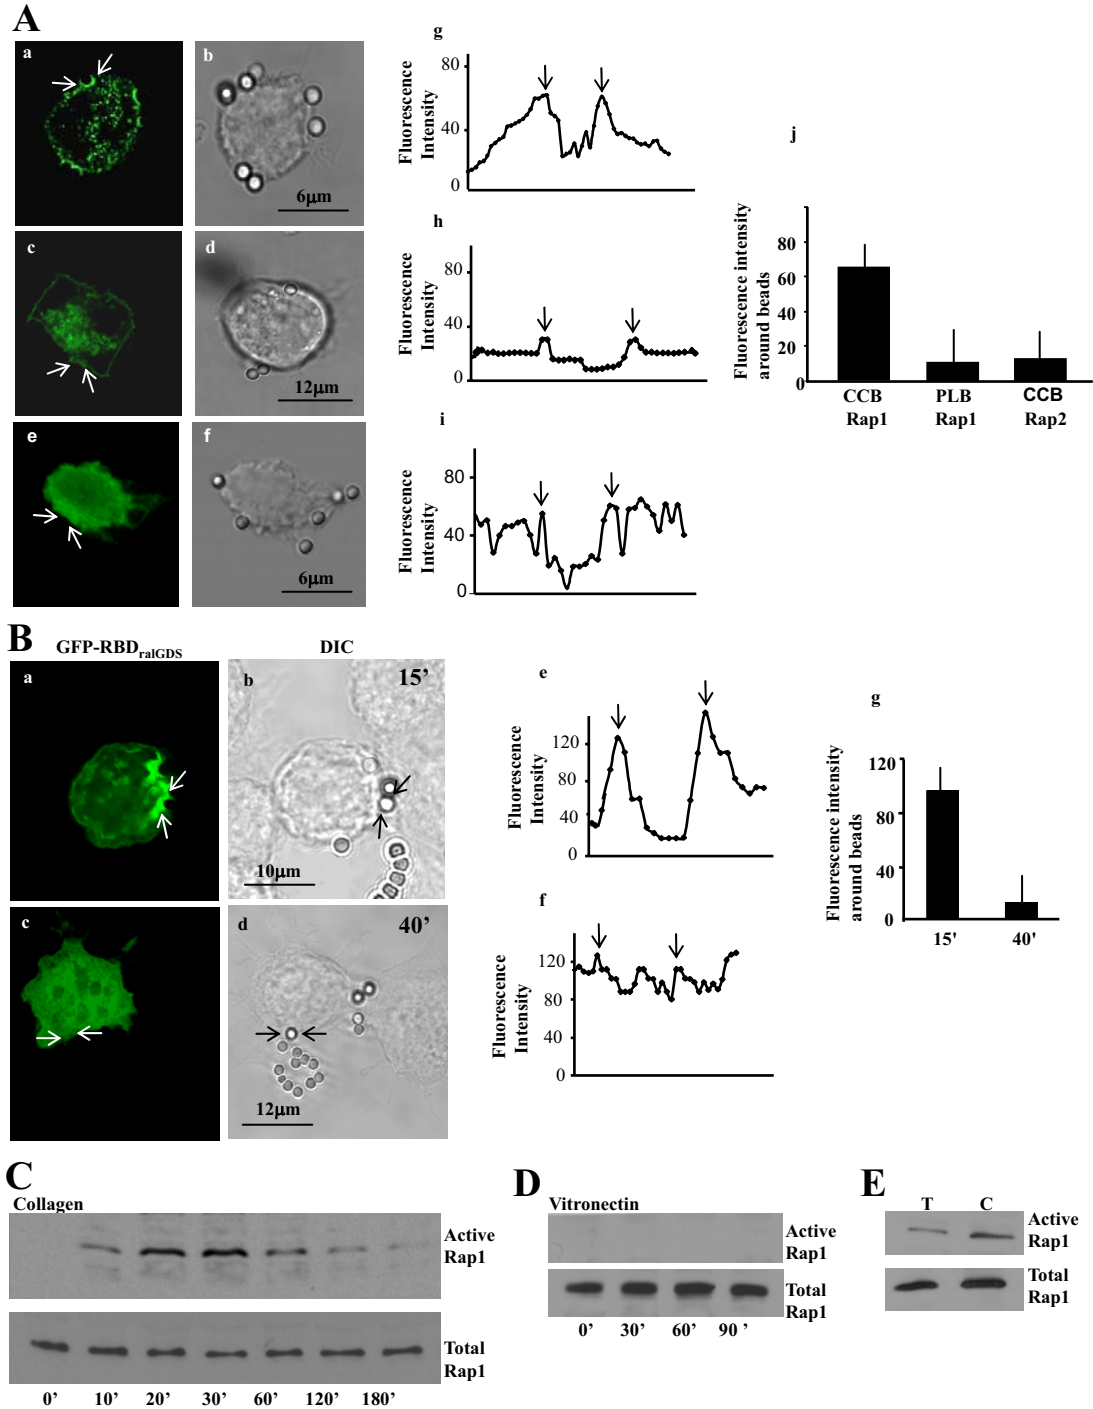 A
a
b
6μm
c
d
12μm
e
f
6μm
g
80
Fluorescence
Intensity
40
0
h
80
Fluorescence
Intensity
40
0
i
80
Fluorescence
Intensity
40
0
j
Fluorescence intensity
around beads
80
60
40
20
0
CCB PLB CCB
Rap1 Rap1 Rap2
B
GFP-RBDralGDS
DIC
a
b
15’
10μm
c
d
40’
12μm
e
120
Fluorescence
Intensity
80
40
0
f
120
Fluorescence
Intensity
80
40
0
g
Fluorescence intensity
around beads
120
80
40
0
15' 40'
C
Collagen
Active
Rap1
Total
Rap1
0’ 10’ 20’ 30’ 60’ 120’ 180’
D
Vitronectin
Active
Rap1
Total
Rap1
0’ 30’ 60’ 90 ’
E
T C
Active
Rap1
Total
Rap1